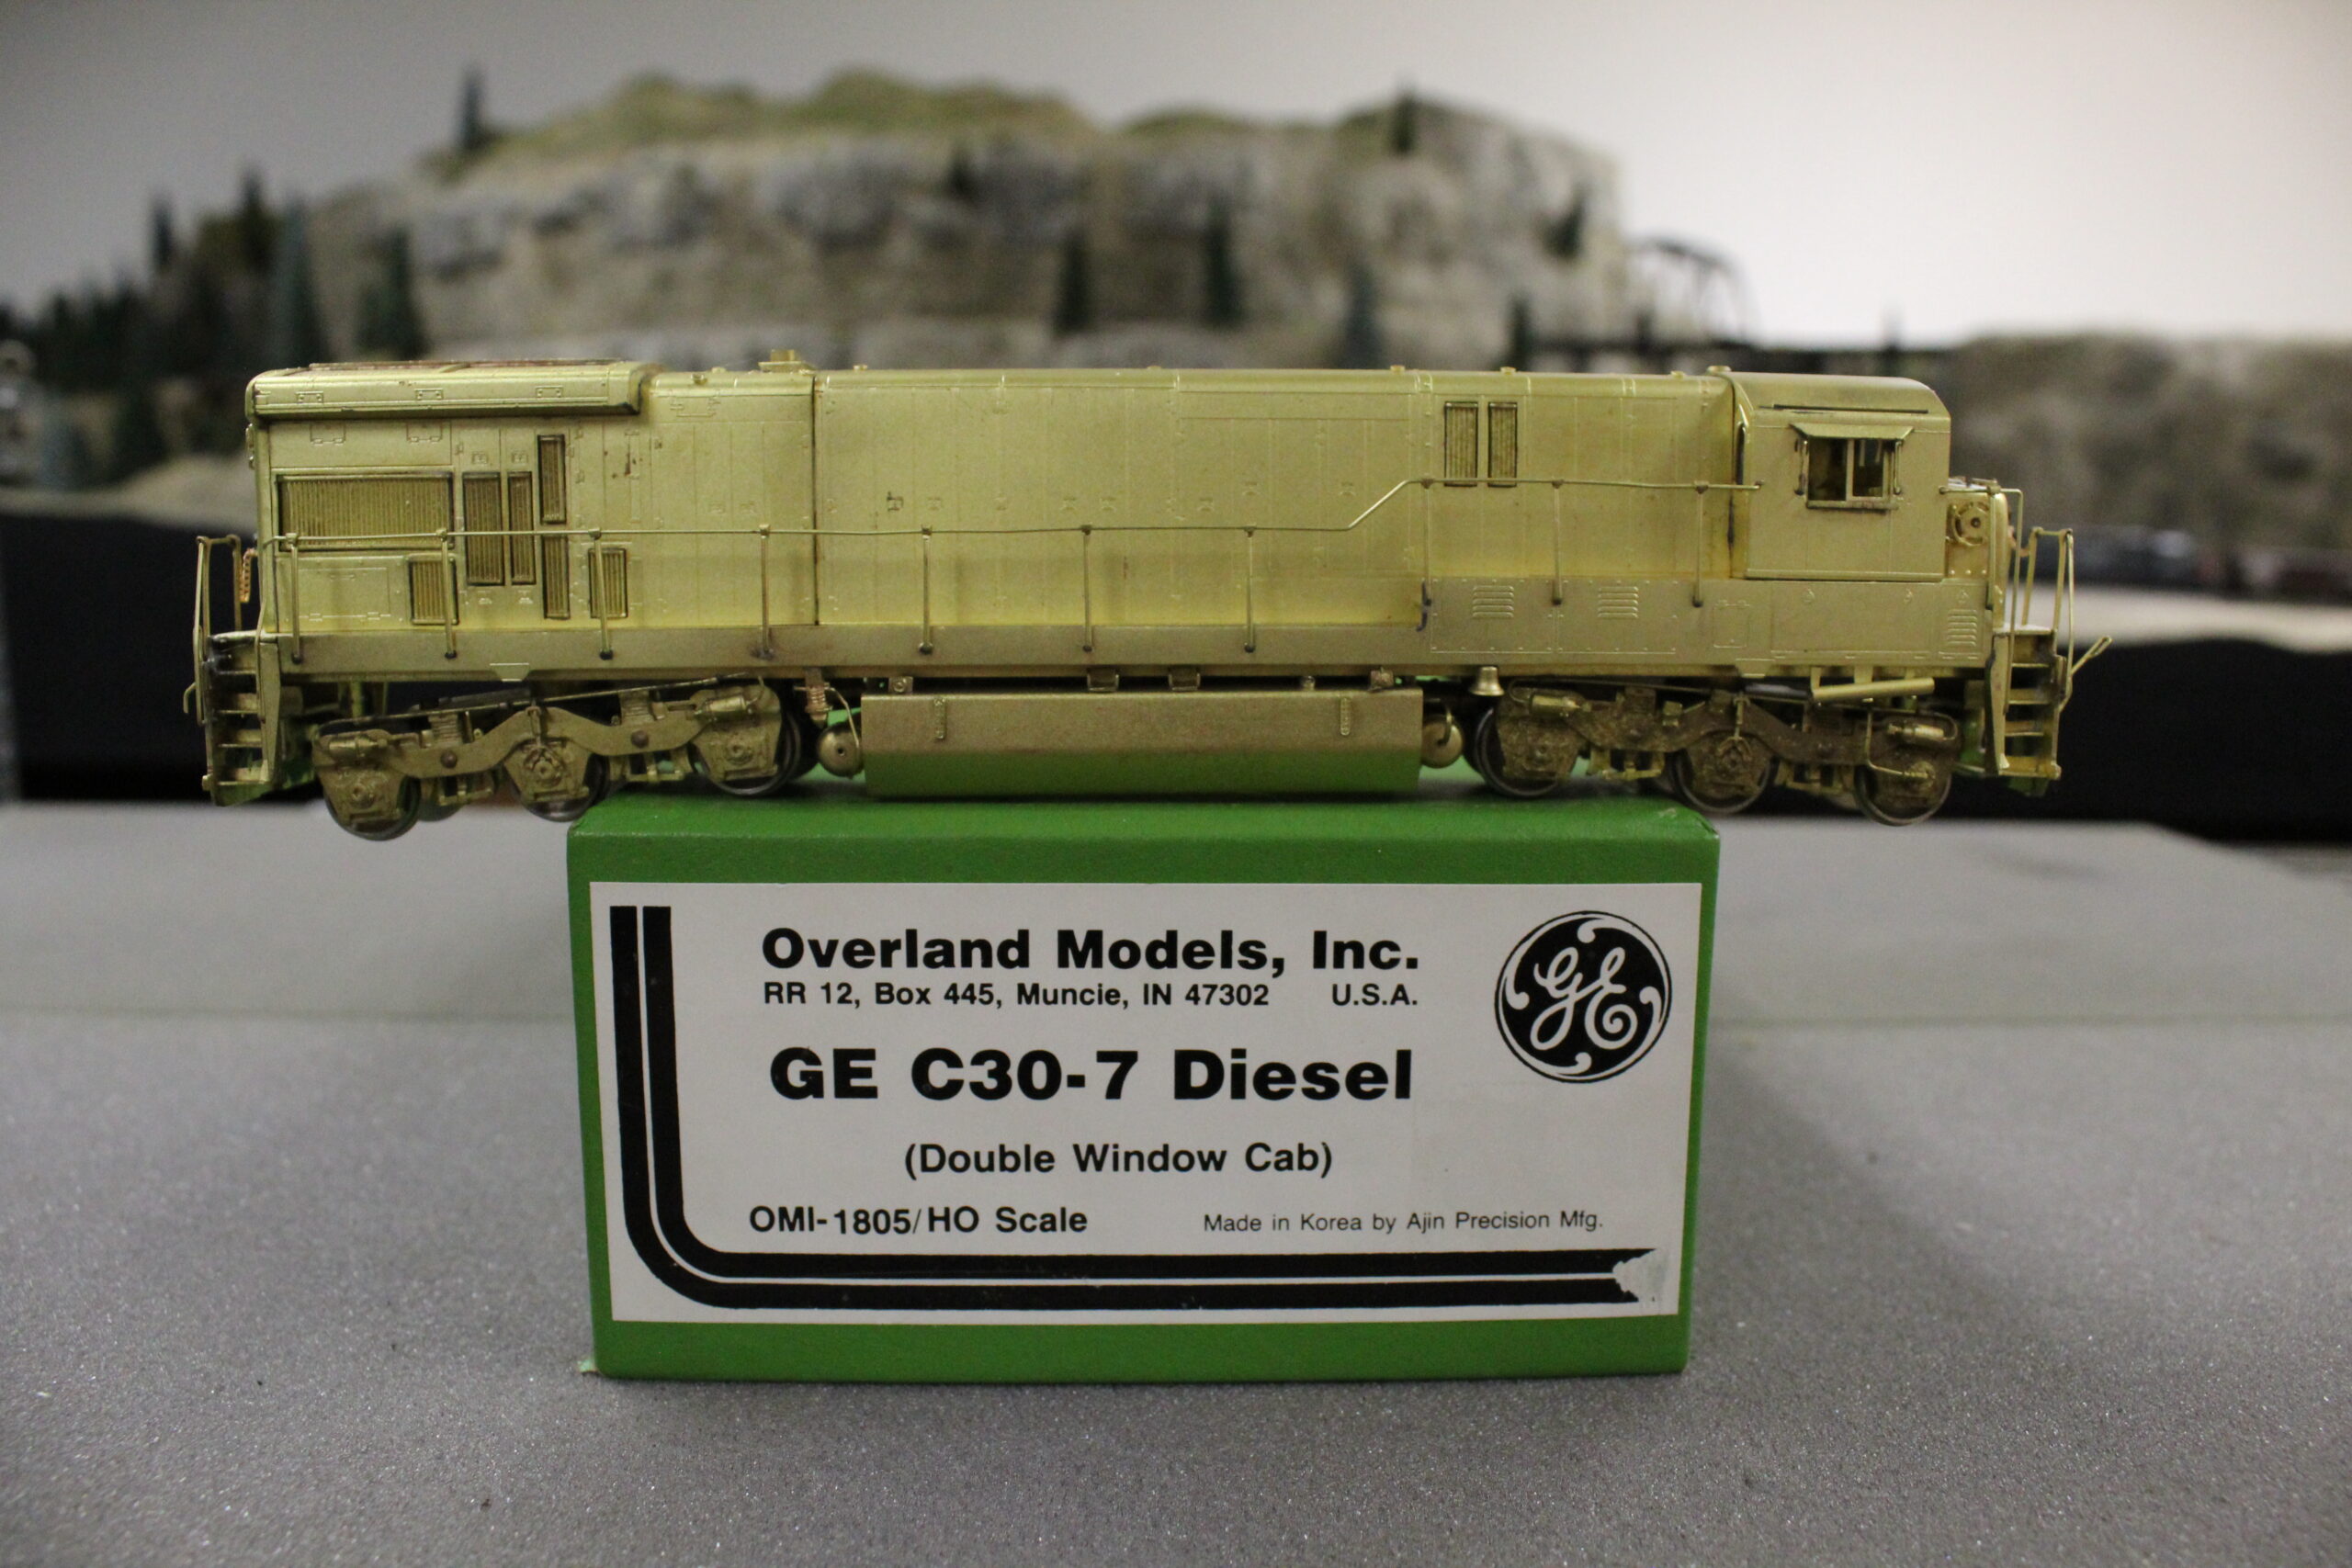 Overland Models, Inc.
RR 12, Box 445, Muncie, IN 47302 U.S.A.
GE
GE C30-7 Diesel
(Double Window Cab)
OMI-1805/HO Scale Made in Korea by Ajin Precision Mfg.